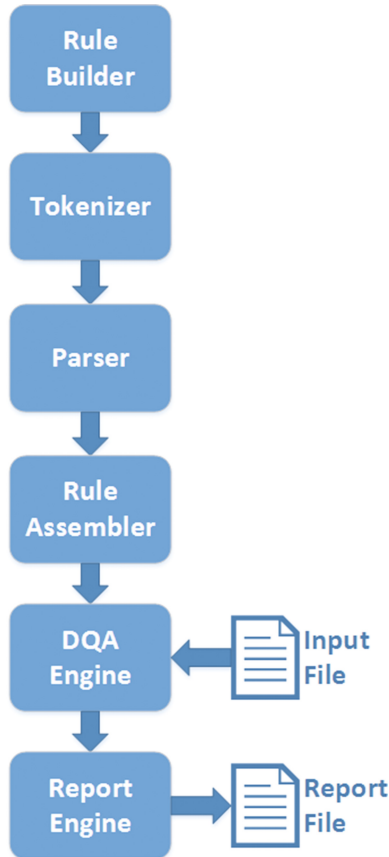 Rule
Builder
Tokenizer
Parser
Rule
Assembler
DQA
Engine
Input
File
Report
Engine
Report
File